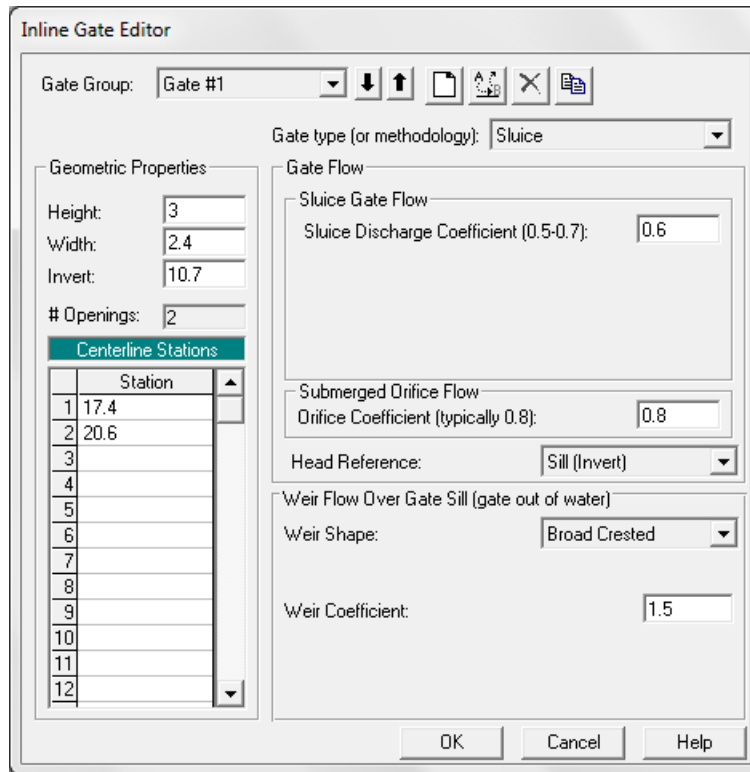 Inline Gate Editor
Gate Group: Gate #1
Gate type (or methodology): Sluice
Geometric Properties
Height: 3
Width: 2.4
Invert: 10.7
# Openings: 2
Centerline Stations
Station
1 17.4
2 20.6
3
4
5
6
7
8
9
10
11
12
Gate Flow
Sluice Gate Flow
Sluice Discharge Coefficient (0.5-0.7): 0.6
Submerged Orifice Flow
Orifice Coefficient (typically 0.8): 0.8
Head Reference: Sill (Invert)
Weir Flow Over Gate Sill (gate out of water)
Weir Shape: Broad Crested
Weir Coefficient: 1.5
OK Cancel Help